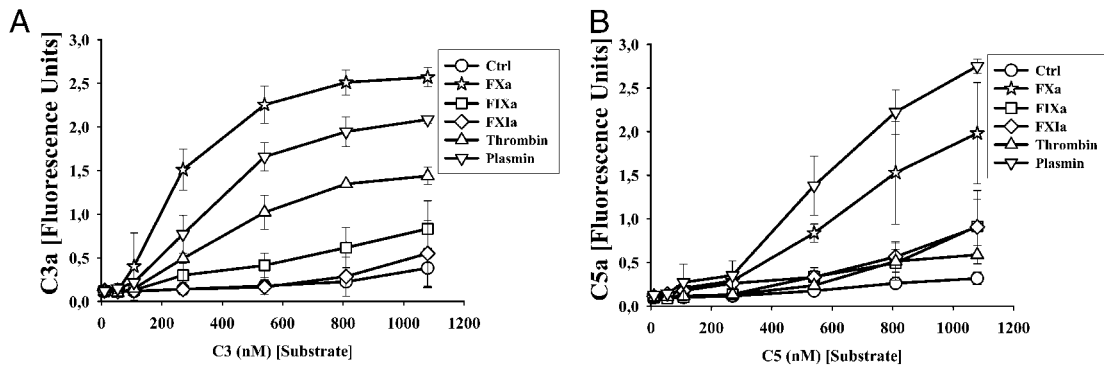 A
C3a [Fluorescence Units]
3,0
2,5
2,0
1,5
1,0
0,5
0,0
0 200 400 600 800 1000 1200
C3 (nM) [Substrate]
Ctrl
FXa
FIXa
FXIa
Thrombin
Plasmin
B
C5a [Fluorescence Units]
3,0
2,5
2,0
1,5
1,0
0,5
0,0
0 200 400 600 800 1000 1200
C5 (nM) [Substrate]
Ctrl
FXa
FIXa
FXIa
Thrombin
Plasmin